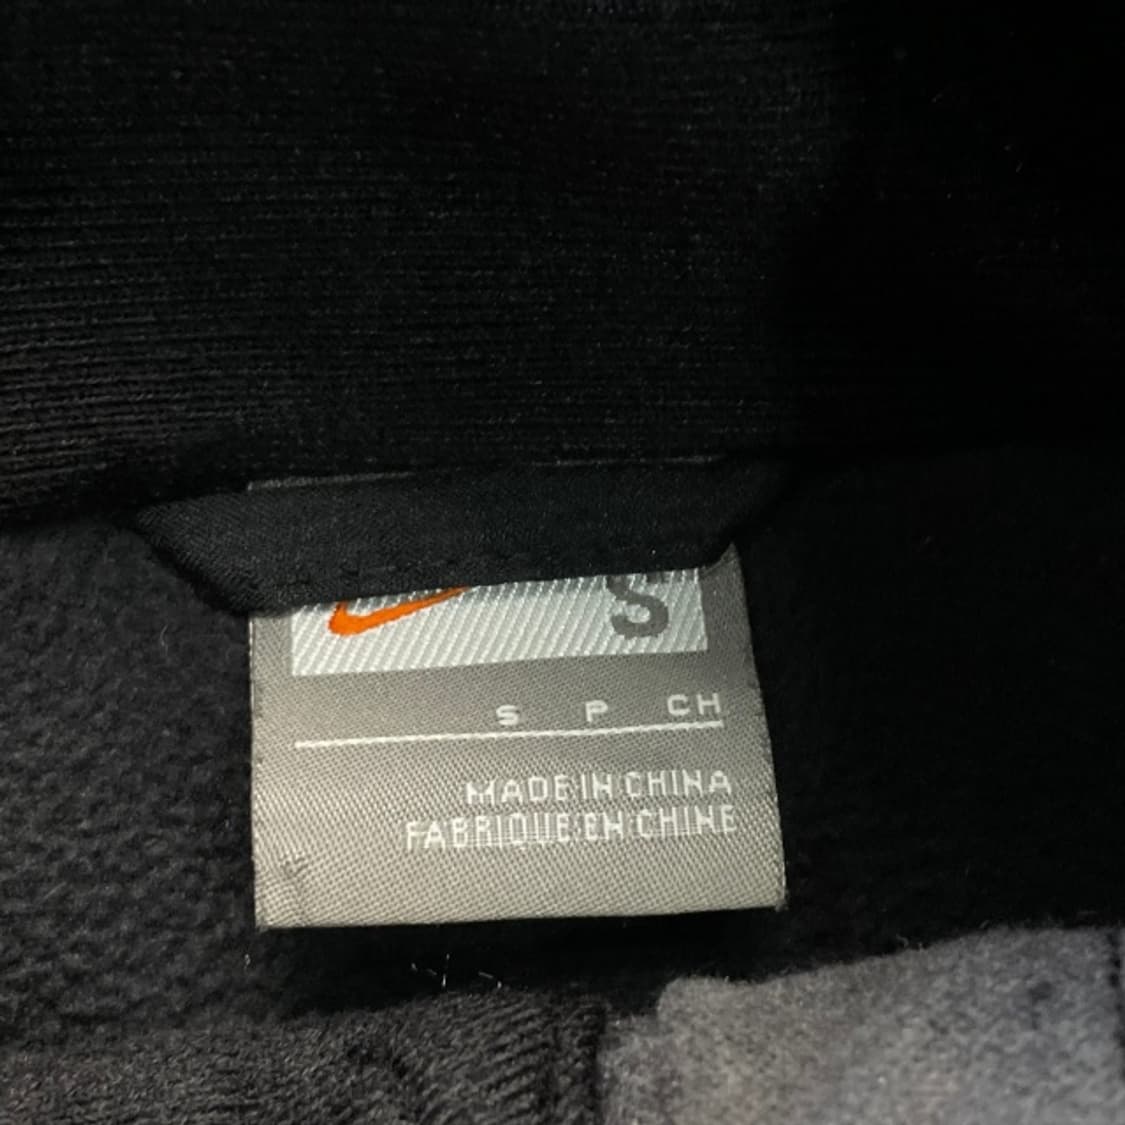 S
S P CH
MADE IN CHINA
FABRIQUE EN CHINE